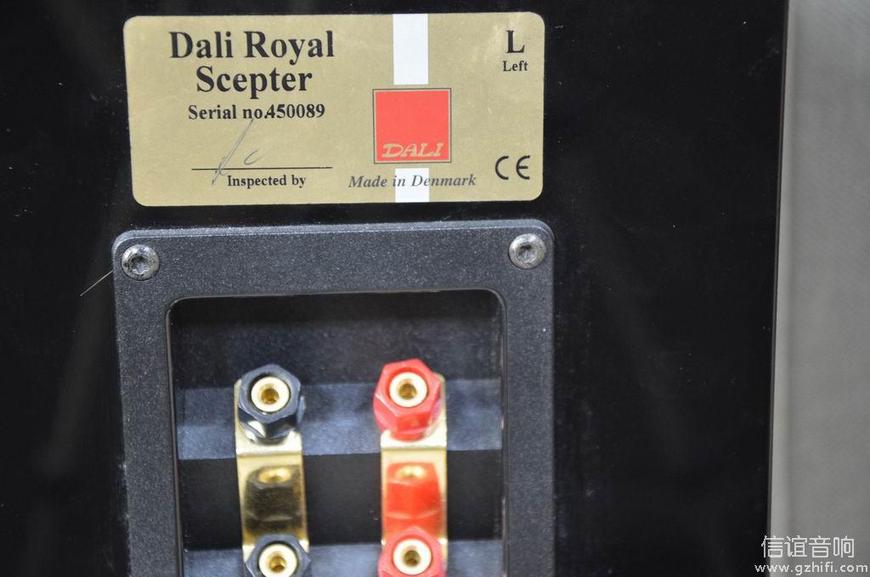 Dali Royal
Scepter
Serial no.450089
Inspected by
L
Left
DALI
Made in Denmark
CE
信谊音响
www.gzhifi.com